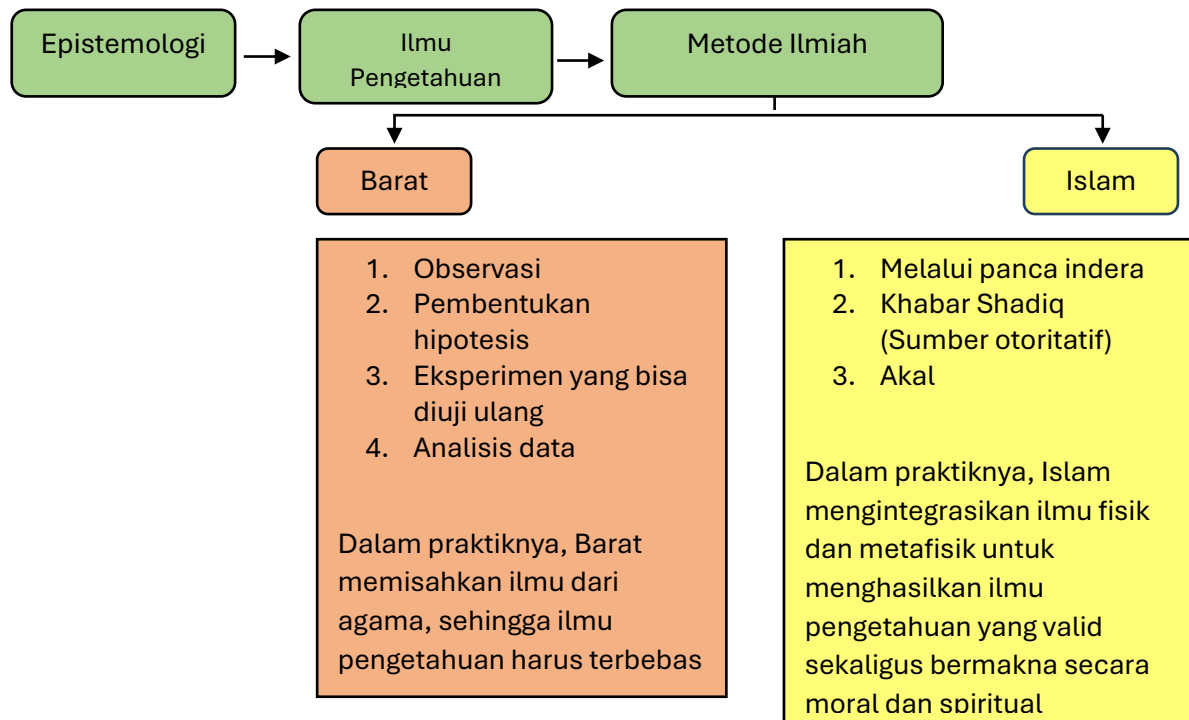 Epistemologi
Ilmu
Pengetahuan
Metode Ilmiah
Barat
Islam
1. Observasi
2. Pembentukan
hipotesis
3. Eksperimen yang bisa
diuji ulang
4. Analisis data
Dalam praktiknya, Barat
memisahkan ilmu dari
agama, sehingga ilmu
pengetahuan harus terbebas
1. Melalui panca indera
2. Khabar Shadiq
(Sumber otoritatif)
3. Akal
Dalam praktiknya, Islam
mengintegrasikan ilmu fisik
dan metafisik untuk
menghasilkan ilmu
pengetahuan yang valid
sekaligus bermakna secara
moral dan spiritual